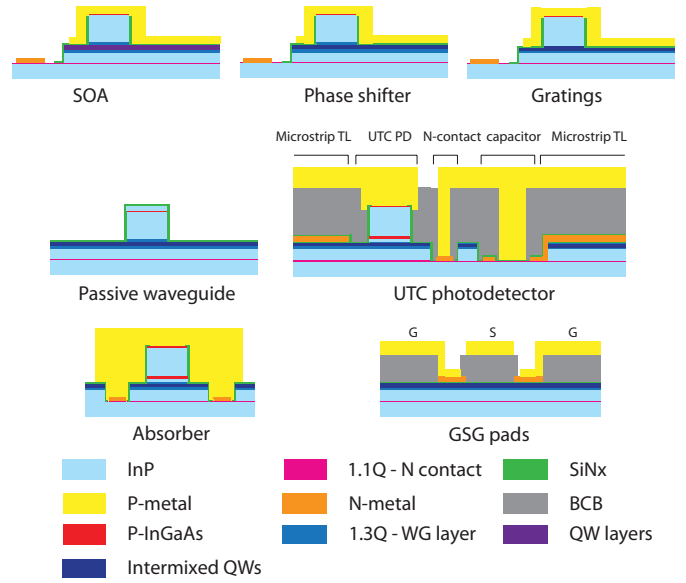 SOA
Phase shifter
Gratings
Microstrip TL UTC PD N-contact capacitor Microstrip TL
Passive waveguide
UTC photodetector
G S G
Absorber
GSG pads
InP 1.1Q - N contact SiNx
P-metal N-metal BCB
P-InGaAs 1.3Q - WG layer QW layers
Intermixed QWs